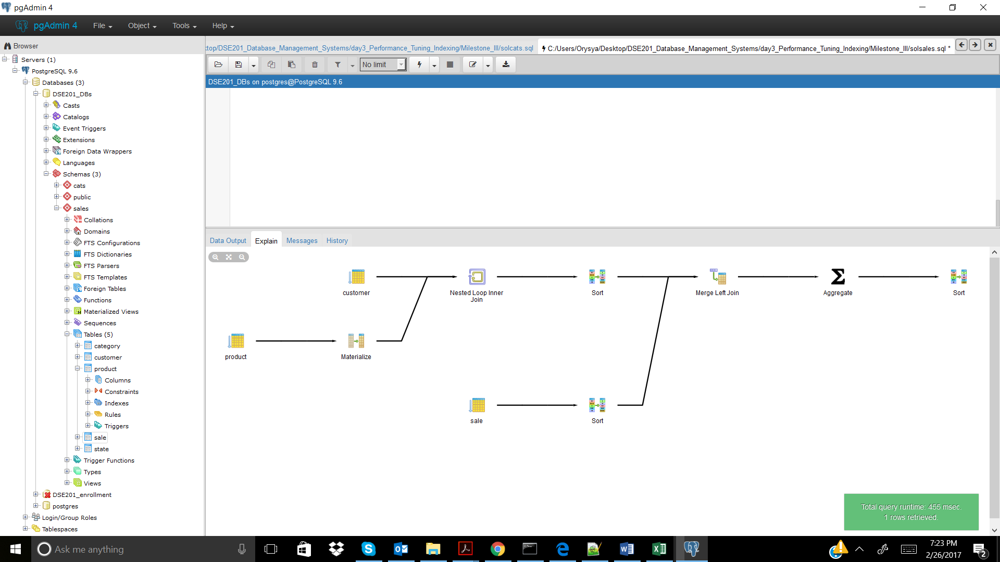 pgAdmin 4
pgAdmin 4 File Object Tools Help
Browser
ktop/DSE201_Database_Management_Systems/day3_Performance_Tuning_Indexing/Milestone_III/solcats.sql
C:/Users/Orysya/Desktop/DSE201_Database_Management_Systems/day3_Performance_Tuning_Indexing/Milestone_III/solsales.sql *
No limit
DSE201_DBs on postgres@PostgreSQL 9.6
Servers (1)
PostgreSQL 9.6
Databases (3)
DSE201_DBs
Casts
Catalogs
Event Triggers
Extensions
Foreign Data Wrappers
Languages
Schemas (3)
cats
public
sales
Collations
Domains
FTS Configurations
FTS Dictionaries
FTS Parsers
FTS Templates
Foreign Tables
Functions
Materialized Views
Sequences
Tables (5)
category
customer
product
Columns
Constraints
Indexes
Rules
Triggers
sale
state
Trigger Functions
Types
Views
DSE201_enrollment
postgres
Login/Group Roles
Tablespaces
Data Output Explain Messages History
customer
Nested Loop Inner
Join
Sort
Merge Left Join
Aggregate
Sort
product
Materialize
sale
Sort
Total query runtime: 455 msec.
1 rows retrieved.
Ask me anything
7:23 PM
2/26/2017
2